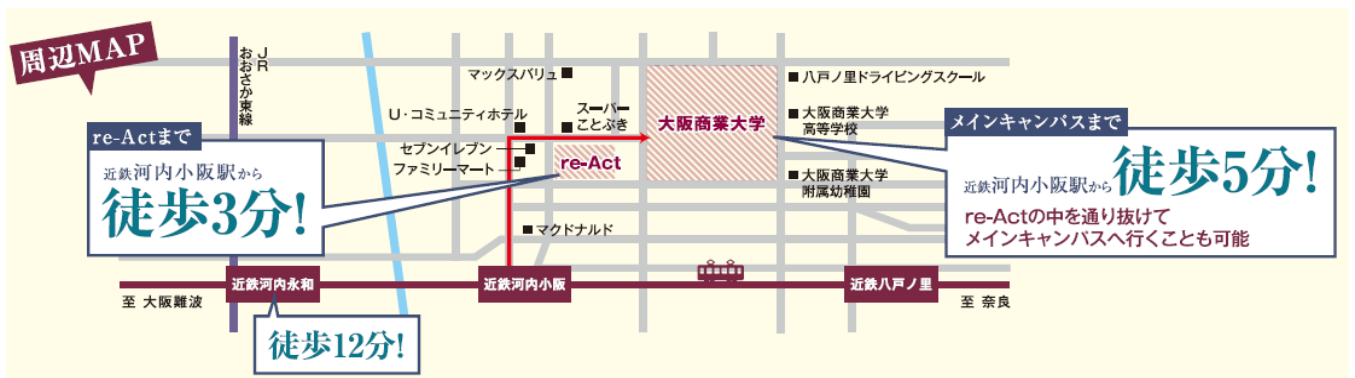 周辺MAP
JR
おおさか東線
マックスバリュ
U・コミュニティホテル
スーパー
ことぶき
セブンイレブン
ファミリーマート
re-Act
大阪商業大学
八戸ノ里ドライビングスクール
大阪商業大学
高等学校
大阪商業大学
附属幼稚園
マクドナルド
re-Actまで
近鉄河内小阪駅から
徒歩3分!
メインキャンパスまで
近鉄河内小阪駅から徒歩5分!
re-Actの中を通り抜けて
メインキャンパスへ行くことも可能
至 大阪難波
近鉄河内永和
近鉄河内小阪
近鉄八戸ノ里
至 奈良
徒歩12分!